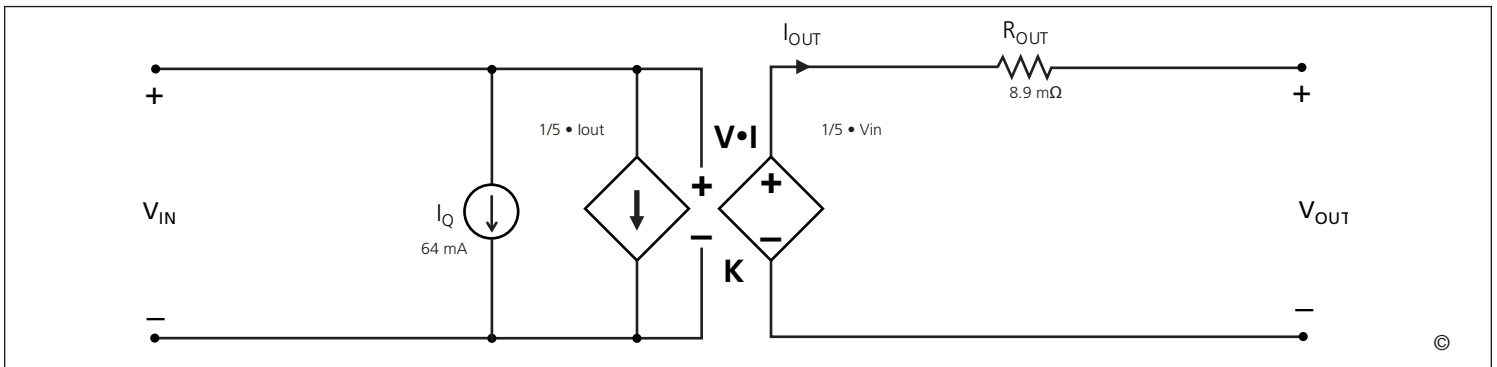 I_OUT
R_OUT
8.9 mΩ
+
+
1/5 • Iout
V•I
1/5 • Vin
+
+
V_IN
I_Q
64 mA
V_OUT
–
–
K
–
–
©